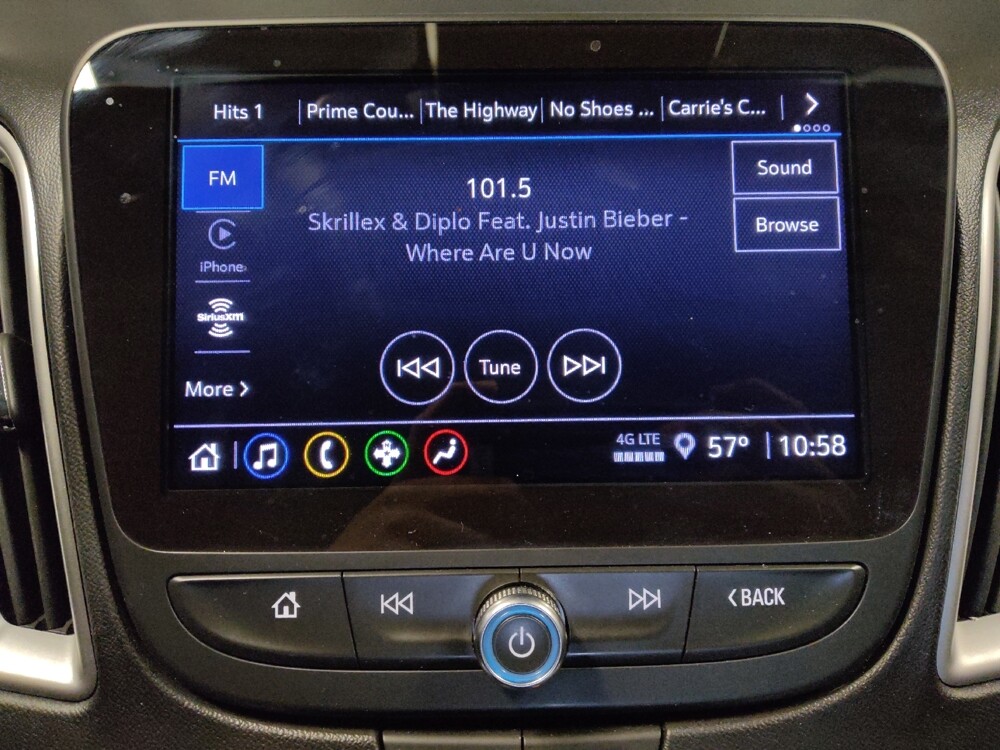 Hits 1 Prime Cou... The Highway No Shoes ... Carrie's C...
FM
Sound
101.5
Skrillex & Diplo Feat. Justin Bieber -
Where Are U Now
Browse
iPhone
SiriusXM
Tune
More
4G LTE
57° 10:58
BACK